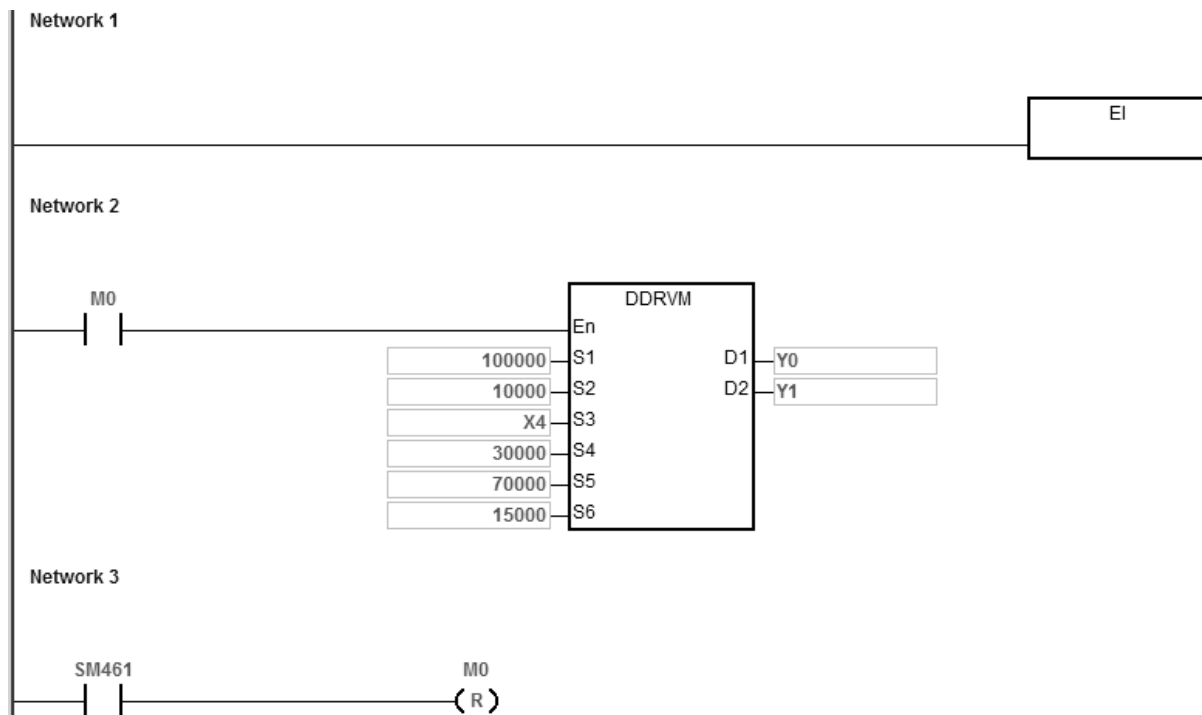 Network 1
EI
Network 2
M0
DDRVM
En
100000 S1 D1 Y0
10000 S2 D2 Y1
X4 S3
30000 S4
70000 S5
15000 S6
Network 3
SM461 M0
( R )